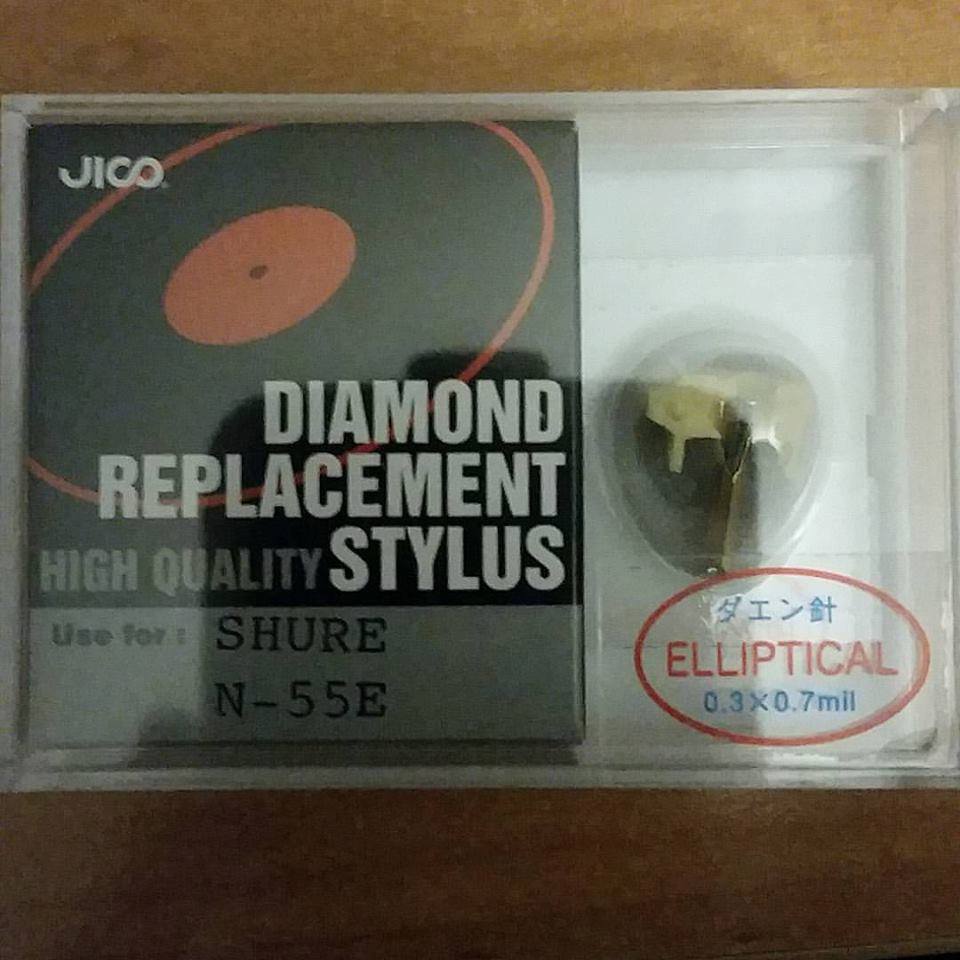 JICO
DIAMOND
REPLACEMENT
HIGH QUALITY STYLUS
Use for : SHURE
N-55E
ダエン針
ELLIPTICAL
0.3×0.7mil